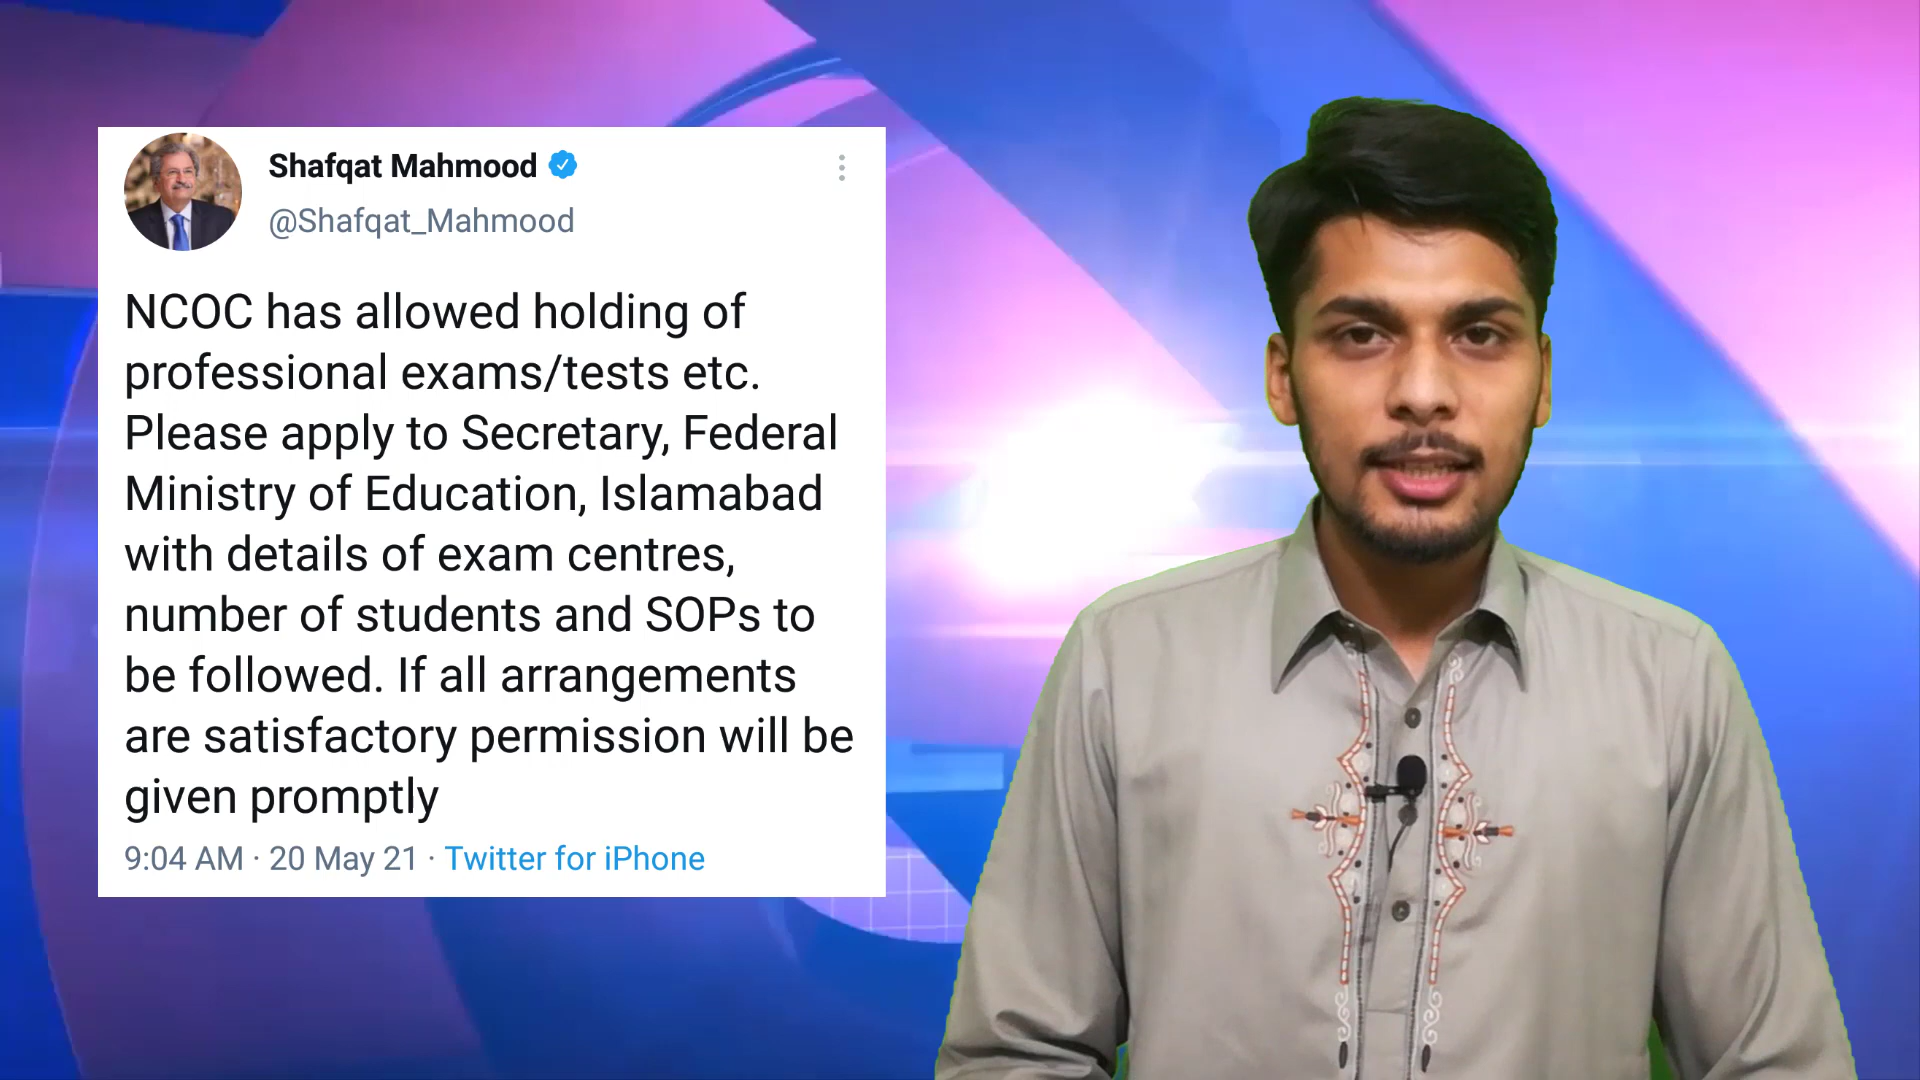 Shafqat Mahmood
@Shafqat_Mahmood
NCOC has allowed holding of
professional exams/tests etc.
Please apply to Secretary, Federal
Ministry of Education, Islamabad
with details of exam centres,
number of students and SOPs to
be followed. If all arrangements
are satisfactory permission will be
given promptly
9:04 AM · 20 May 21 · Twitter for iPhone